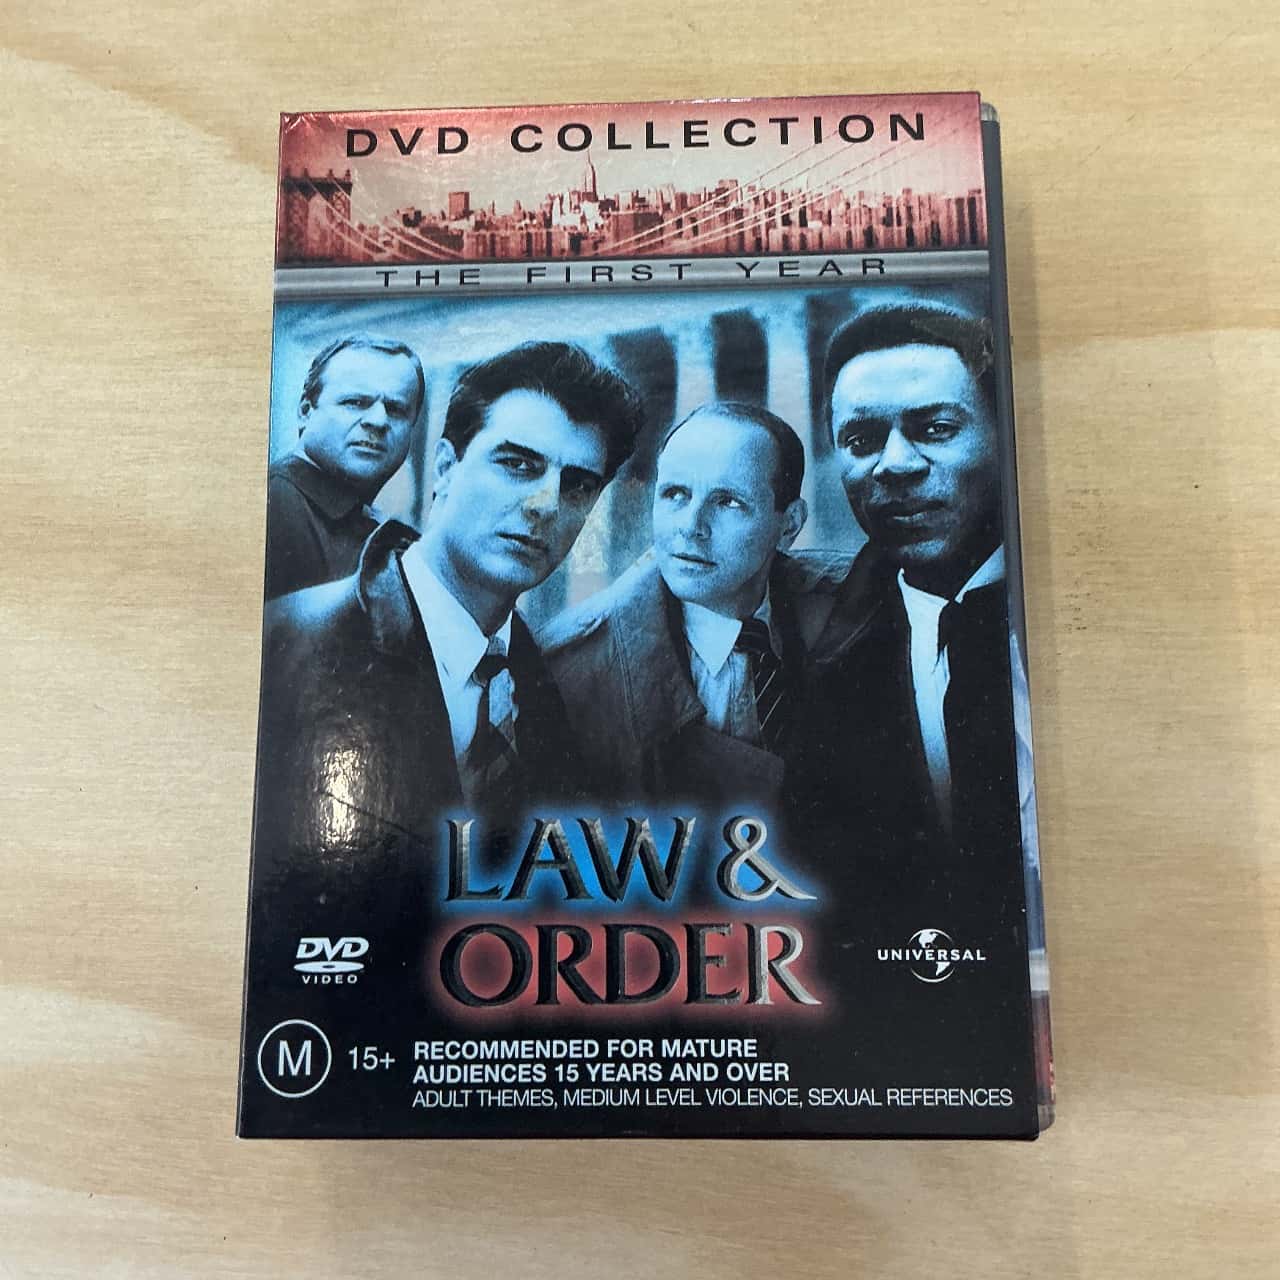 DVD COLLECTION
THE FIRST YEAR
LAW &
ORDER
DVD
VIDEO
UNIVERSAL
M 15+ RECOMMENDED FOR MATURE
AUDIENCES 15 YEARS AND OVER
ADULT THEMES, MEDIUM LEVEL VIOLENCE, SEXUAL REFERENCES